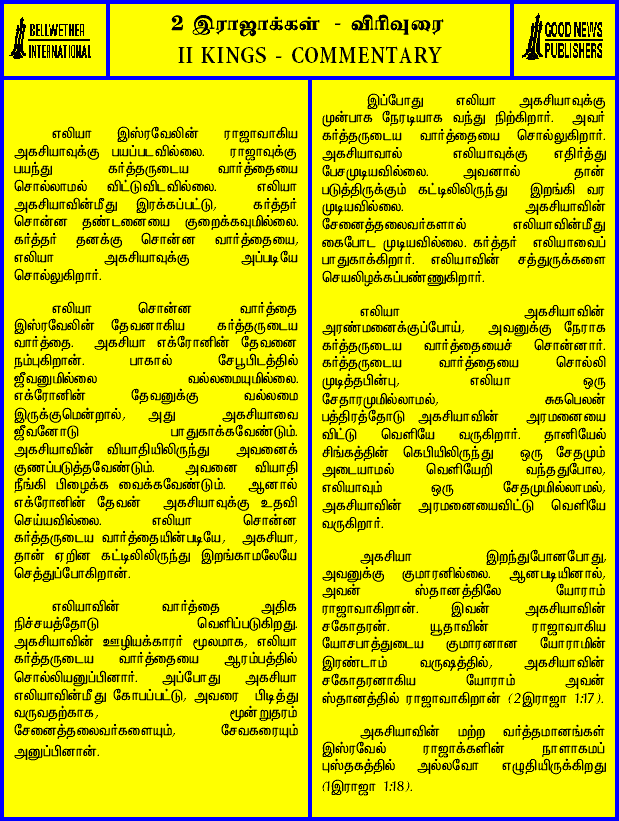 BELLWETHER
INTERNATIONAL
2 இராஜாக்கள் - விரிவுரை
II KINGS - COMMENTARY
GOOD NEWS
PUBLISHERS
எலியா இஸ்ரவேலின் ராஜாவாகிய
அகசியாவுக்கு பயப்படவில்லை. ராஜாவுக்கு
பயந்து கர்த்தருடைய வார்த்தையை
சொல்லாமல் விட்டுவிடவில்லை. எலியா
அகசியாவின்மீது இரக்கப்பட்டு, கர்த்தர்
சொன்ன தண்டனையை குறைக்கவுமில்லை.
கர்த்தர் தனக்கு சொன்ன வார்த்தையை,
எலியா அகசியாவுக்கு அப்படியே
சொல்லுகிறார்.
எலியா சொன்ன வார்த்தை
இஸ்ரவேலின் தேவனாகிய கர்த்தருடைய
வார்த்தை. அகசியா எக்ரோனின் தேவனை
நம்புகிறான். பாகால் சேபூபிடத்தில்
ஜீவனுமில்லை வல்லமையுமில்லை.
எக்ரோனின் தேவனுக்கு வல்லமை
இருக்குமென்றால், அது அகசியாவை
ஜீவனோடு பாதுகாக்கவேண்டும்.
அகசியாவின் வியாதியிலிருந்து அவனைக்
குணப்படுத்தவேண்டும். அவனை வியாதி
நீங்கி பிழைக்க வைக்கவேண்டும். ஆனால்
எக்ரோனின் தேவன் அகசியாவுக்கு உதவி
செய்யவில்லை. எலியா சொன்ன
கர்த்தருடைய வார்த்தையின்படியே, அகசியா,
தான் ஏறின கட்டிலிலிருந்து இறங்காமலேயே
செத்துப்போகிறான்.
எலியாவின் வார்த்தை அதிக
நிச்சயத்தோடு வெளிப்படுகிறது.
அகசியாவின் ஊழியக்காரர் மூலமாக, எலியா
கர்த்தருடைய வார்த்தையை ஆரம்பத்தில்
சொல்லியனுப்பினார். அப்போது அகசியா
எலியாவின்மீது கோபப்பட்டு, அவரை பிடித்து
வருவதற்காக, மூன்றுதரம்
சேனைத்தலைவர்களையும், சேவகரையும்
அனுப்பினான்.
இப்போது எலியா அகசியாவுக்கு
முன்பாக நேரடியாக வந்து நிற்கிறார். அவர்
கர்த்தருடைய வார்த்தையை சொல்லுகிறார்.
அகசியாவால் எலியாவுக்கு எதிர்த்து
பேசமுடியவில்லை. அவனால் தான்
படுத்திருக்கும் கட்டிலிலிருந்து இறங்கி வர
முடியவில்லை. அகசியாவின்
சேனைத்தலைவர்களால் எலியாவின்மீது
கைபோட முடியவில்லை. கர்த்தர் எலியாவைப்
பாதுகாக்கிறார். எலியாவின் சத்துருக்களை
செயலிழக்கப்பண்ணுகிறார்.
எலியா அகசியாவின்
அரண்மனைக்குப்போய், அவனுக்கு நேராக
கர்த்தருடைய வார்த்தையைச் சொன்னார்.
கர்த்தருடைய வார்த்தையை சொல்லி
முடித்தபின்பு, எலியா ஒரு
சேதாரமுமில்லாமல், சுகபெலன்
பத்திரத்தோடு அகசியாவின் அரமனையை
விட்டு வெளியே வருகிறார். தானியேல்
சிங்கத்தின் கெபியிலிருந்து ஒரு சேதமும்
அடையாமல் வெளியேறி வந்ததுபோல,
எலியாவும் ஒரு சேதமுமில்லாமல்,
அகசியாவின் அரமனையைவிட்டு வெளியே
வருகிறார்.
அகசியா இறந்துபோனபோது,
அவனுக்கு குமாரனில்லை. ஆனபடியினால்,
அவன் ஸ்தானத்திலே யோராம்
ராஜாவாகிறான். இவன் அகசியாவின்
சகோதரன். யூதாவின் ராஜாவாகிய
யோசபாத்துடைய குமாரனான யோராமின்
இரண்டாம் வருஷத்தில், அகசியாவின்
சகோதரனாகிய யோராம் அவன்
ஸ்தானத்தில் ராஜாவாகிறான் (2இராஜா 1:17).
அகசியாவின் மற்ற வர்த்தமானங்கள்
இஸ்ரவேல் ராஜாக்களின் நாளாகமப்
புஸ்தகத்தில் அல்லவோ எழுதியிருக்கிறது
(1இராஜா 1:18).